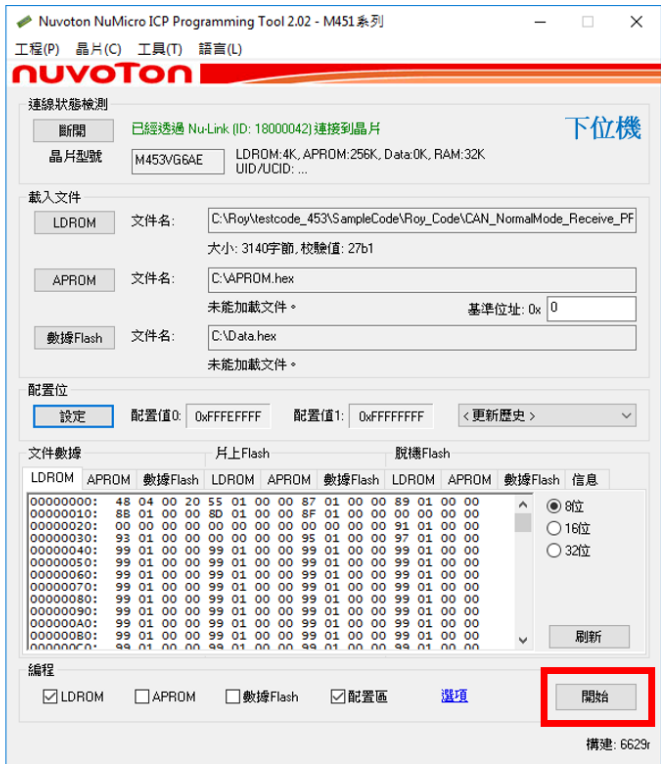 Nuvoton NuMicro ICP Programming Tool 2.02 - M451系列
工程(P) 晶片(C) 工具(T) 語言(L)
nuvoTon
連線狀態檢測
斷開 已經透過 Nu-Link (ID: 18000042) 連接到晶片 下位機
晶片型號 M453VG6AE LDROM:4K, APROM:256K, Data:0K, RAM:32K
UID/UCID: ...
載入文件
LDROM 文件名: C:\Roy\testcode_453\SampleCode\Roy_Code\CAN_NormalMode_Receive_PF
大小: 3140字節, 校驗值: 27b1
APROM 文件名: C:\APROM.hex
未能加載文件。 基準位址: 0x 0
數據Flash 文件名: C:\Data.hex
未能加載文件。
配置位
設定 配置值0: 0xFFFEFFFF 配置值1: 0xFFFFFFFF <更新歷史>
文件數據 片上Flash 脫機Flash
LDROM APROM 數據Flash LDROM APROM 數據Flash LDROM APROM 數據Flash 信息
00000000: 48 04 00 20 55 01 00 00 87 01 00 00 89 01 00 00
00000010: 8B 01 00 00 8D 01 00 00 8F 01 00 00 00 00 00 00
00000020: 00 00 00 00 00 00 00 00 00 00 00 00 91 01 00 00
00000030: 93 01 00 00 00 00 00 00 95 01 00 00 97 01 00 00
00000040: 99 01 00 00 99 01 00 00 99 01 00 00 99 01 00 00
00000050: 99 01 00 00 99 01 00 00 99 01 00 00 99 01 00 00
00000060: 99 01 00 00 99 01 00 00 99 01 00 00 99 01 00 00
00000070: 99 01 00 00 99 01 00 00 99 01 00 00 99 01 00 00
00000080: 99 01 00 00 99 01 00 00 99 01 00 00 99 01 00 00
00000090: 99 01 00 00 99 01 00 00 99 01 00 00 99 01 00 00
000000A0: 99 01 00 00 99 01 00 00 99 01 00 00 99 01 00 00
000000B0: 99 01 00 00 99 01 00 00 99 01 00 00 99 01 00 00
000000C0: 99 01 00 00 99 01 00 00 99 01 00 00 99 01 00 00
8位
16位
32位
刷新
編程
LDROM APROM 數據Flash 配置區 選項 開始
構建: 6629r